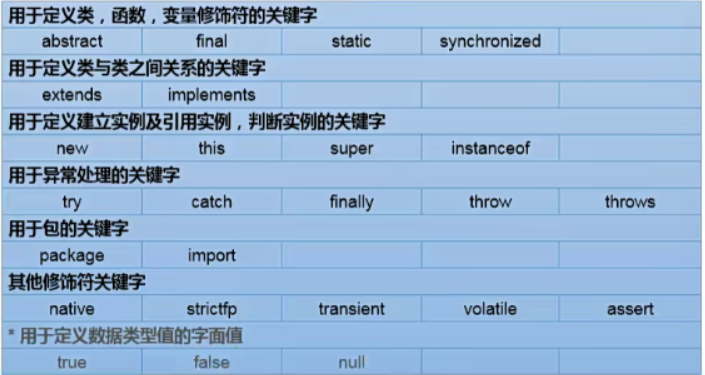 用于定义类，函数，变量修饰符的关键字
abstract final static synchronized
用于定义类与类之间关系的关键字
extends implements
用于定义建立实例及引用实例，判断实例的关键字
new this super instanceof
用于异常处理的关键字
try catch finally throw throws
用于包的关键字
package import
其他修饰符关键字
native strictfp transient volatile assert
* 用于定义数据类型值的字面值
true false null